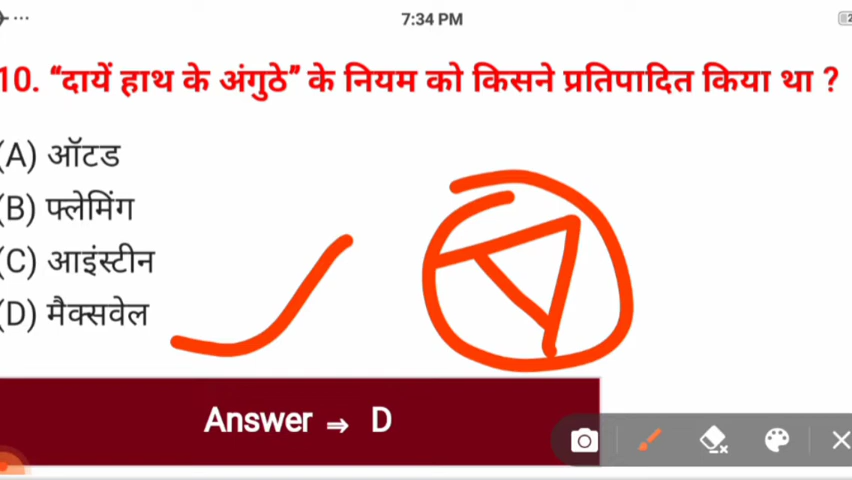 7:34 PM
10. “दायें हाथ के अंगुठे” के नियम को किसने प्रतिपादित किया था ?
(A) ऑटड
(B) फ्लेमिंग
(C) आइंस्टीन
(D) मैक्सवेल
A
Answer ⇒ D